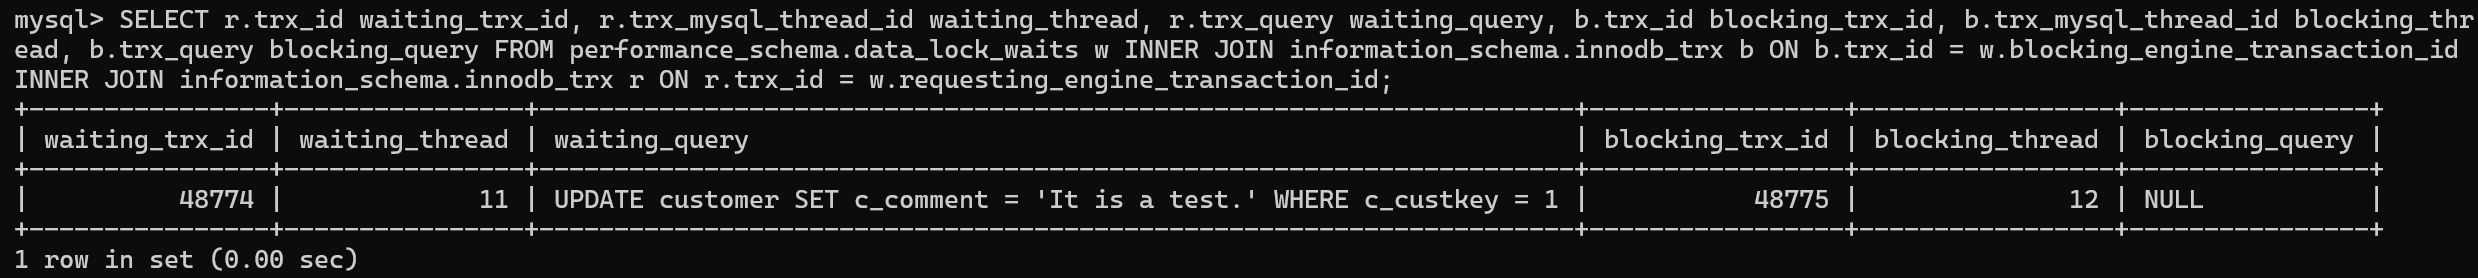 mysql> SELECT r.trx_id waiting_trx_id, r.trx_mysql_thread_id waiting_thread, r.trx_query waiting_query, b.trx_id blocking_trx_id, b.trx_mysql_thread_id blocking_thr
ead, b.trx_query blocking_query FROM performance_schema.data_lock_waits w INNER JOIN information_schema.innodb_trx b ON b.trx_id = w.blocking_engine_transaction_id
INNER JOIN information_schema.innodb_trx r ON r.trx_id = w.requesting_engine_transaction_id;
+----------------+----------------+---------------------------------------------------------------------+-----------------+-----------------+----------------+
| waiting_trx_id | waiting_thread | waiting_query                                                       | blocking_trx_id | blocking_thread | blocking_query |
+----------------+----------------+---------------------------------------------------------------------+-----------------+-----------------+----------------+
|          48774 |             11 | UPDATE customer SET c_comment = 'It is a test.' WHERE c_custkey = 1 |           48775 |              12 | NULL           |
+----------------+----------------+---------------------------------------------------------------------+-----------------+-----------------+----------------+
1 row in set (0.00 sec)